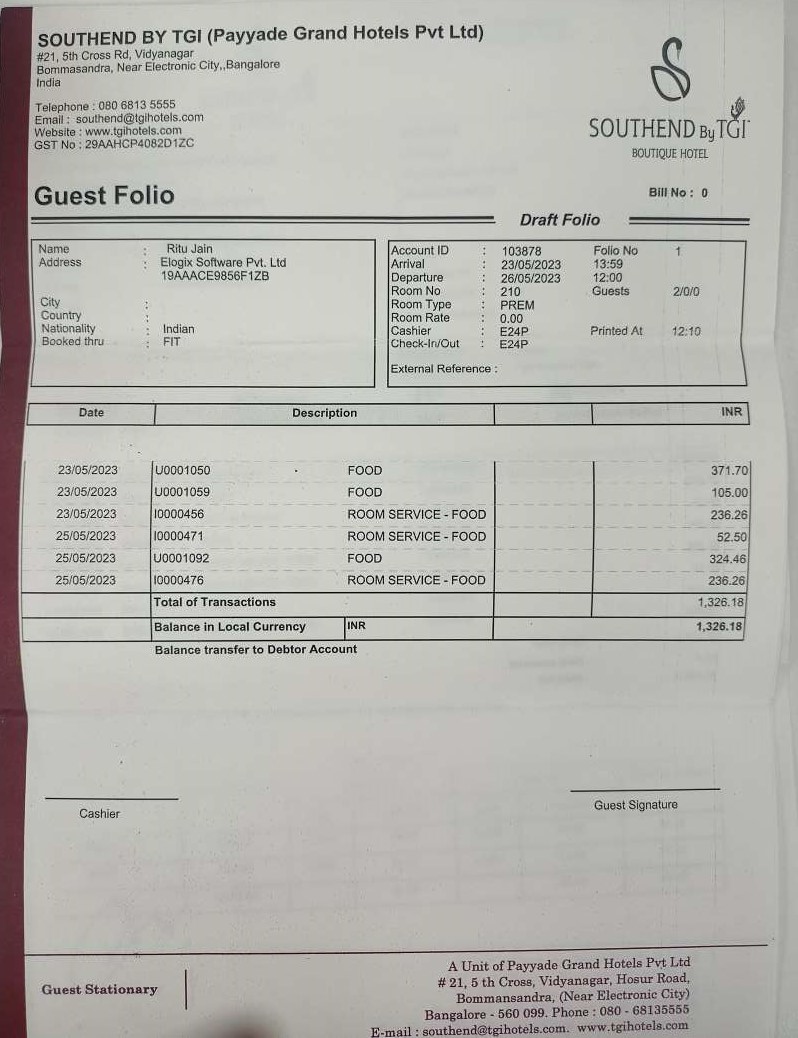 SOUTHEND BY TGI (Payyade Grand Hotels Pvt Ltd)
#21, 5th Cross Rd, Vidyanagar
Bommasandra, Near Electronic City,,Bangalore
India
Telephone : 080 6813 5555
Email : southend@tgihotels.com
Website : www.tgihotels.com
GST No : 29AAHCP4082D1ZC
SOUTHEND By TGI
BOUTIQUE HOTEL
Guest Folio
Bill No : 0
Draft Folio
Name : Ritu Jain
Address : Elogix Software Pvt. Ltd
19AAACE9856F1ZB
City :
Country :
Nationality : Indian
Booked thru : FIT
Account ID : 103878 Folio No 1
Arrival : 23/05/2023 13:59
Departure : 26/05/2023 12:00
Room No : 210 Guests 2/0/0
Room Type : PREM
Room Rate : 0.00
Cashier : E24P Printed At 12:10
Check-In/Out : E24P
External Reference :
Date Description INR
23/05/2023 U0001050 FOOD 371.70
23/05/2023 U0001059 FOOD 105.00
23/05/2023 I0000456 ROOM SERVICE - FOOD 236.26
25/05/2023 I0000471 ROOM SERVICE - FOOD 52.50
25/05/2023 U0001092 FOOD 324.46
25/05/2023 I0000476 ROOM SERVICE - FOOD 236.26
Total of Transactions 1,326.18
Balance in Local Currency INR 1,326.18
Balance transfer to Debtor Account
Cashier
Guest Signature
Guest Stationary
A Unit of Payyade Grand Hotels Pvt Ltd
# 21, 5 th Cross, Vidyanagar, Hosur Road,
Bommansandra, (Near Electronic City)
Bangalore - 560 099. Phone : 080 - 68135555
E-mail : southend@tgihotels.com. www.tgihotels.com